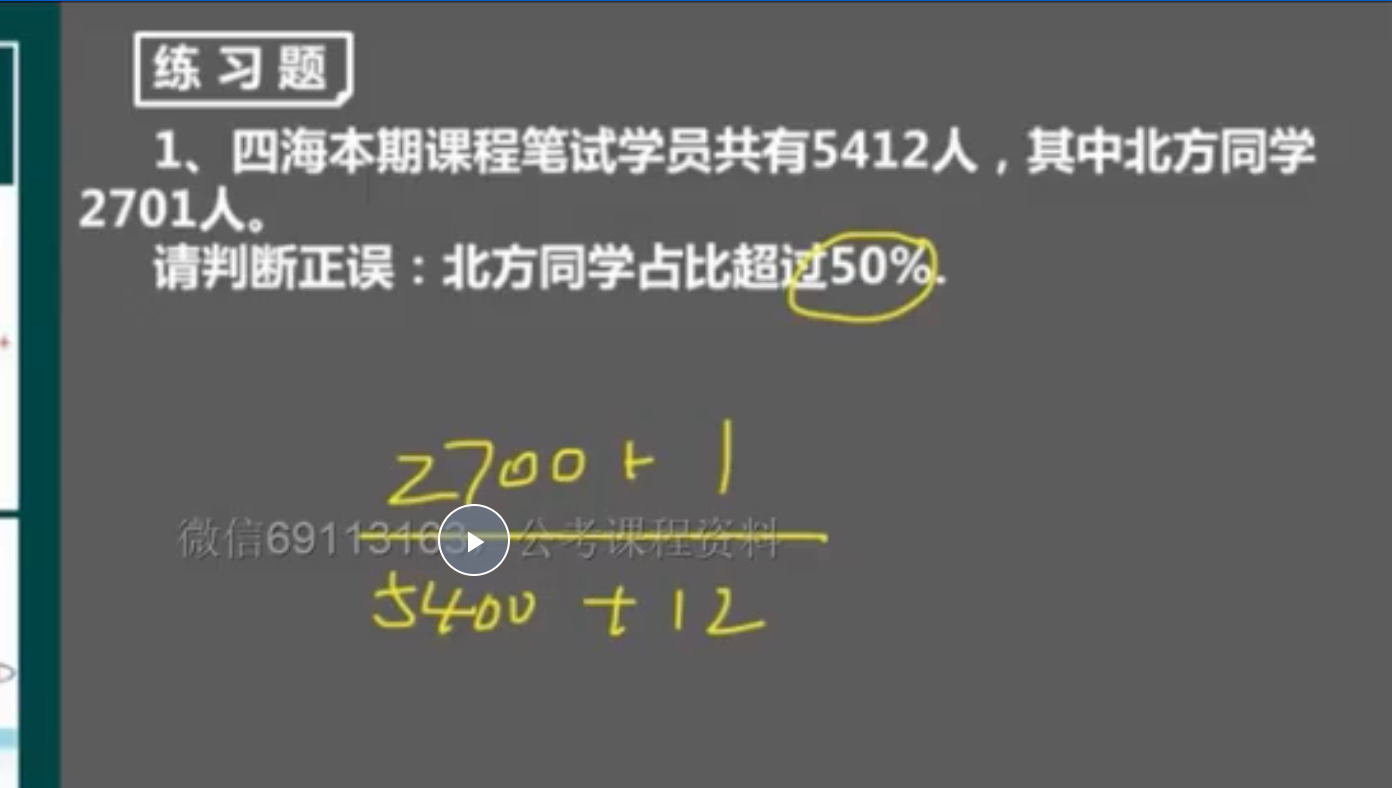 练习题
1、四海本期课程笔试学员共有5412人，其中北方同学
2701人。
请判断正误：北方同学占比超过50%.
2700+1
微信69113163 公考课程资料
5400+12